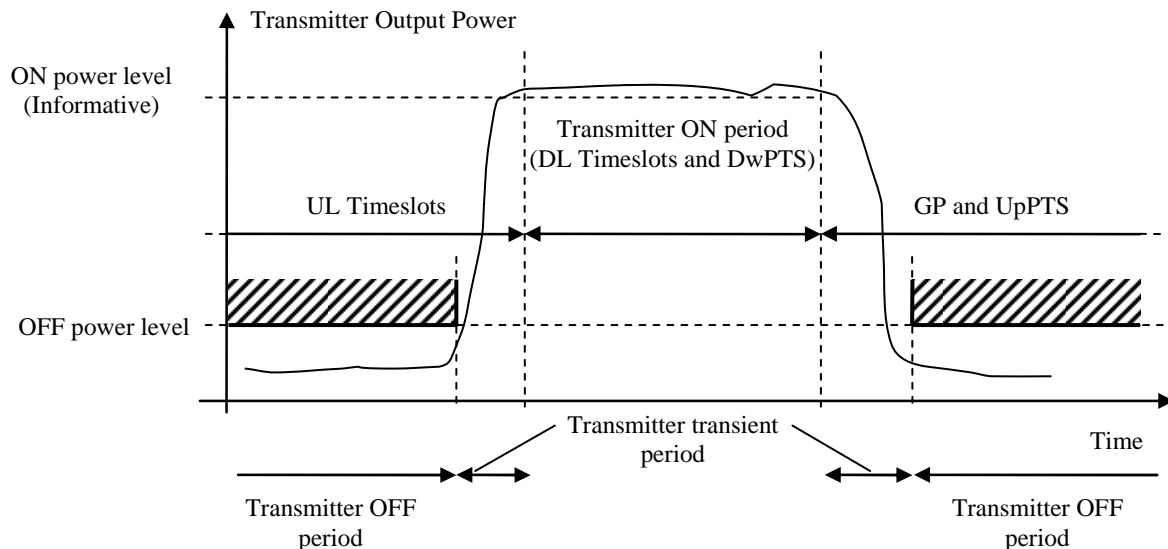 Transmitter Output Power
ON power level
(Informative)
Transmitter ON period
(DL Timeslots and DwPTS)
UL Timeslots
GP and UpPTS
OFF power level
Transmitter transient
period
Time
Transmitter OFF
period
Transmitter OFF
period